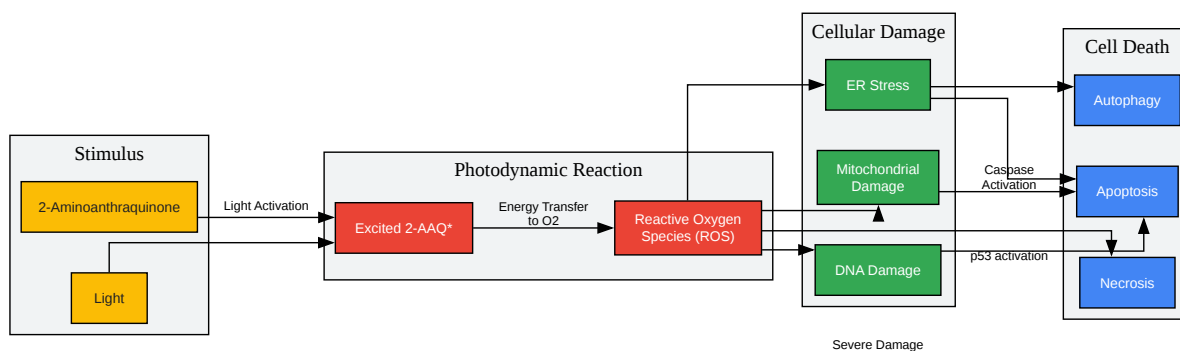 Stimulus
2-Aminoanthraquinone
Light
Light Activation
Photodynamic Reaction
Excited 2-AAQ*
Energy Transfer
to O2
Reactive Oxygen
Species (ROS)
Cellular Damage
ER Stress
Mitochondrial
Damage
DNA Damage
Caspase
Activation
p53 activation
Severe Damage
Cell Death
Autophagy
Apoptosis
Necrosis